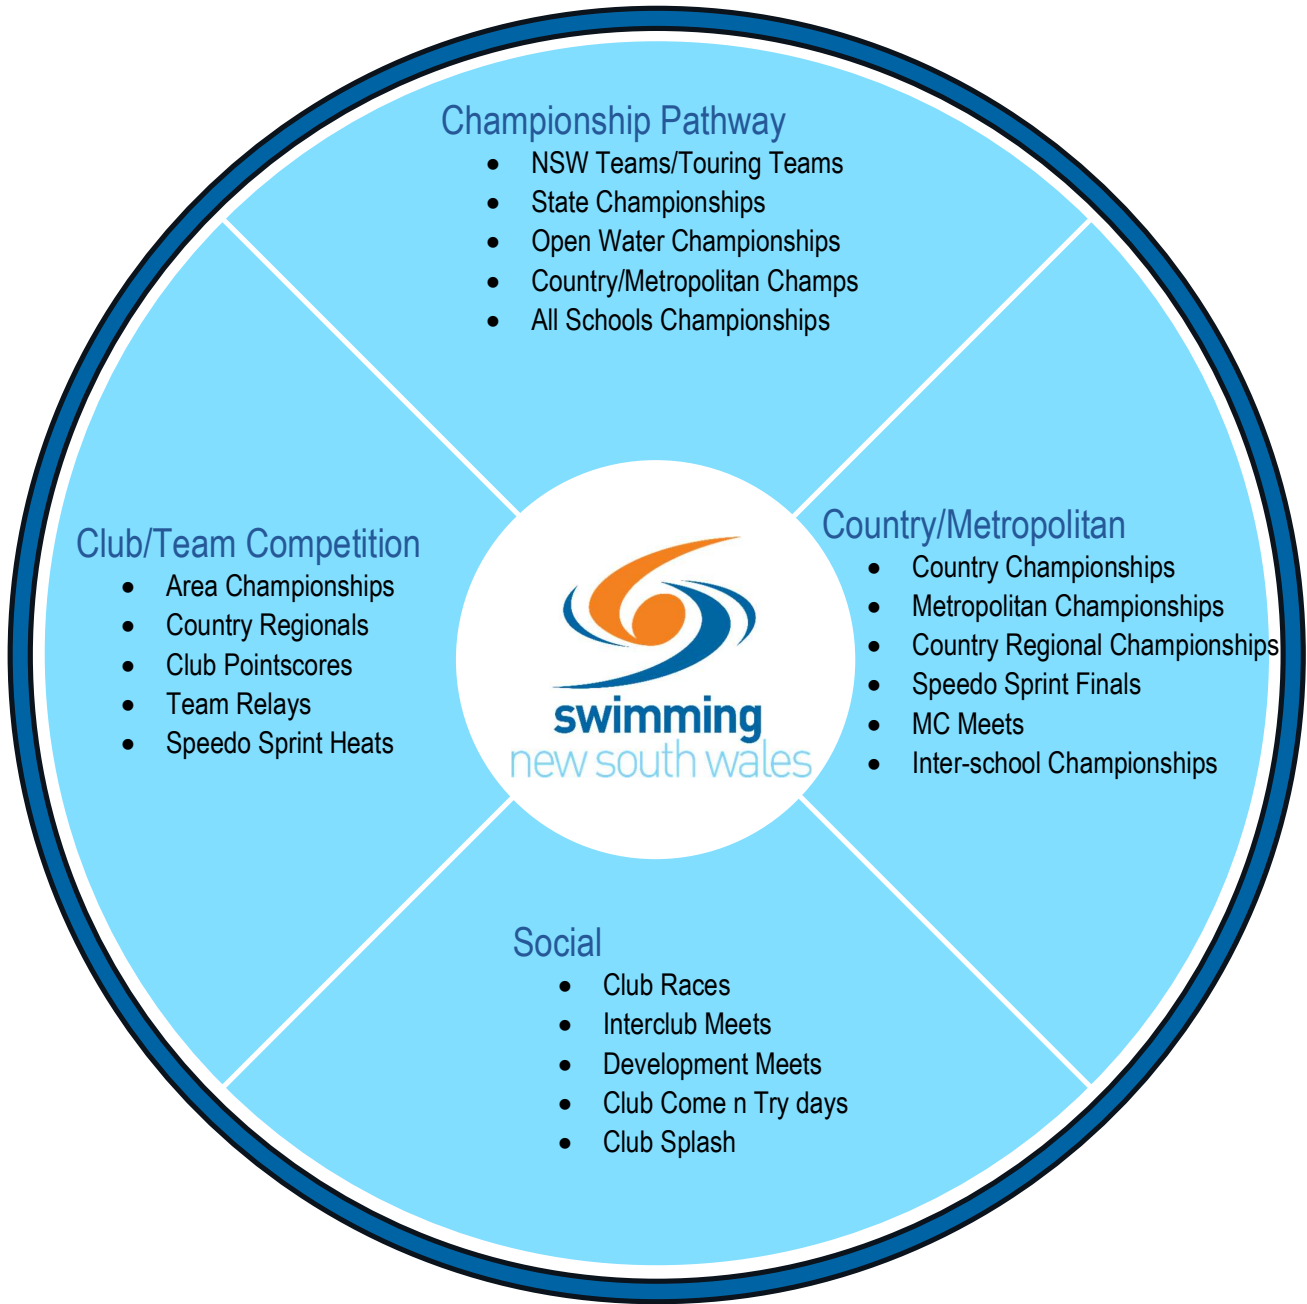 Championship Pathway
• NSW Teams/Touring Teams
• State Championships
• Open Water Championships
• Country/Metropolitan Champs
• All Schools Championships
Club/Team Competition
• Area Championships
• Country Regionals
• Club Pointscores
• Team Relays
• Speedo Sprint Heats
swimming
new south wales
Country/Metropolitan
• Country Championships
• Metropolitan Championships
• Country Regional Championships
• Speedo Sprint Finals
• MC Meets
• Inter-school Championships
Social
• Club Races
• Interclub Meets
• Development Meets
• Club Come n Try days
• Club Splash